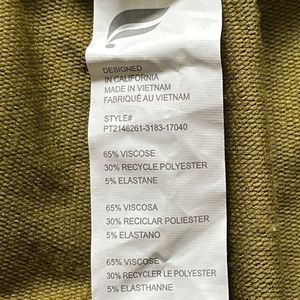 DESIGNED
IN CALIFORNIA
MADE IN VIETNAM
FABRIQUÉ AU VIETNAM
STYLE#
PT2146261-3183-17040
65% VISCOSE
30% RECYCLE POLYESTER
5% ELASTANE
65% VISCOSA
30% RECICLAR POLIESTER
5% ELASTANO
65% VISCOSE
30% RECYCLER LE POLYESTER
5% ELASTHANNE